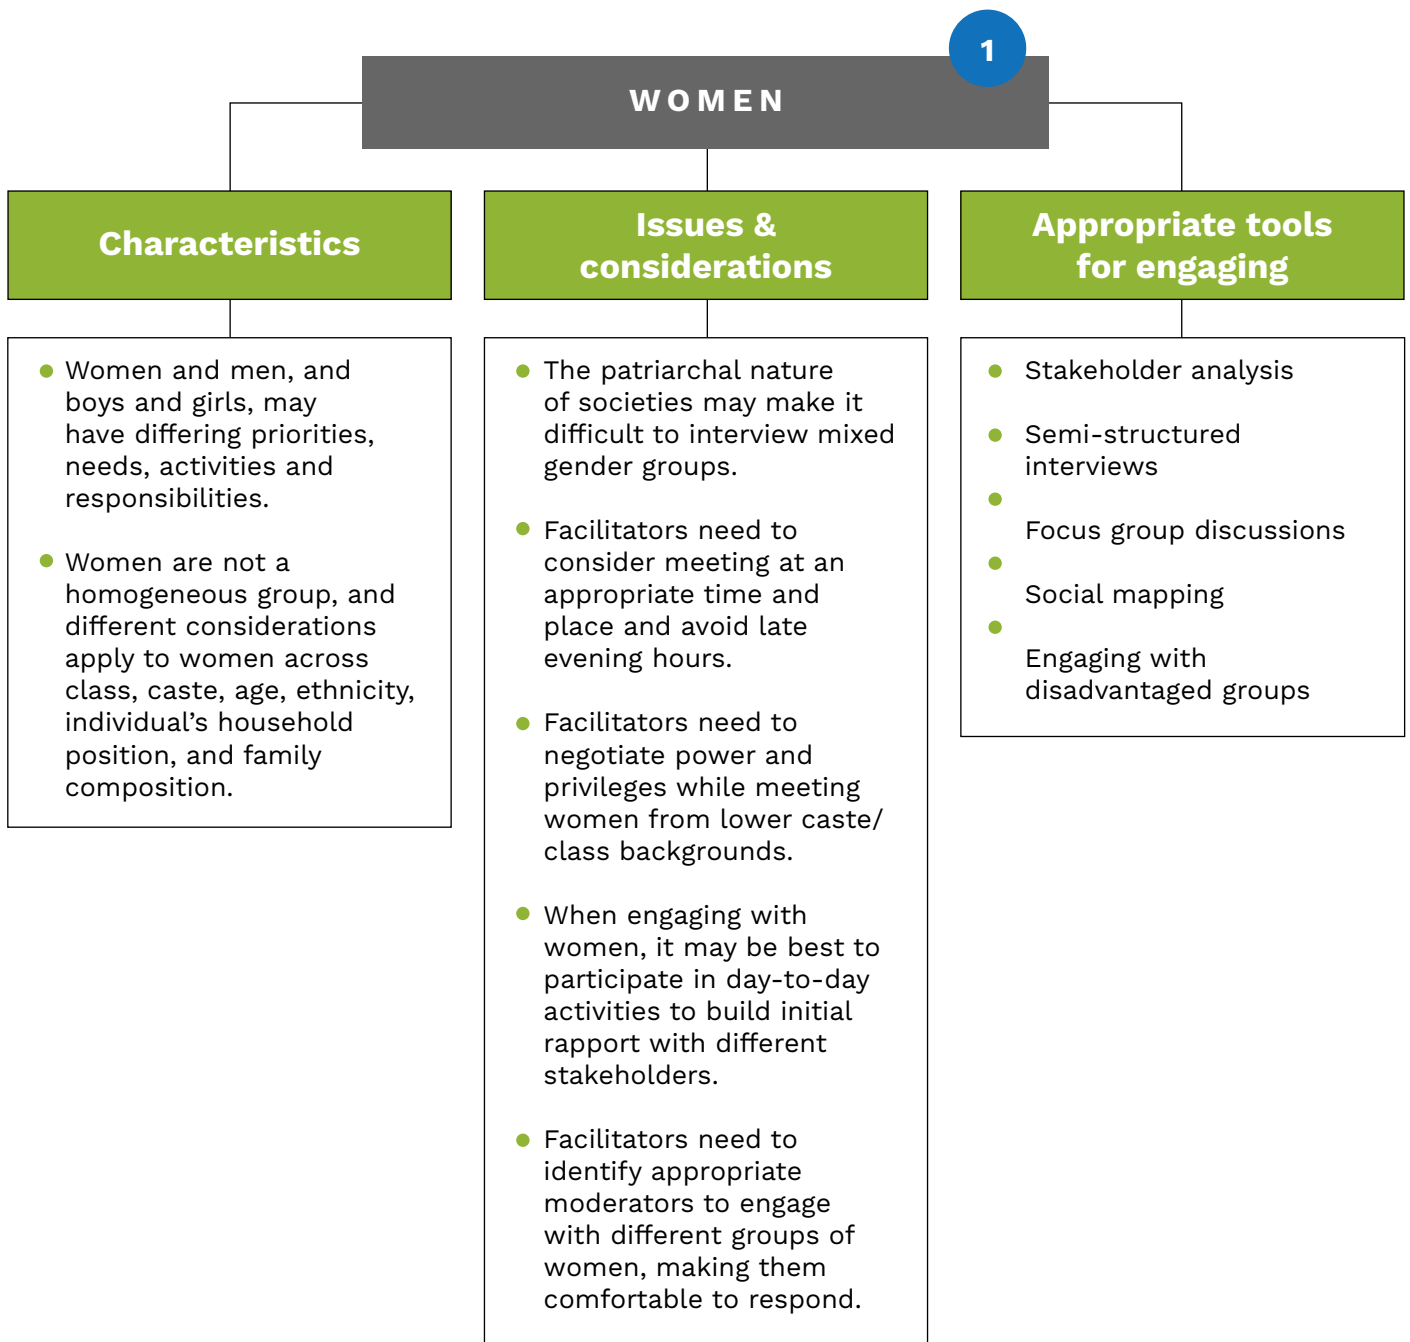 1
WOMEN
Characteristics
Women and men, and
boys and girls, may
have differing priorities,
needs, activities and
responsibilities.
Women are not a
homogeneous group, and
different considerations
apply to women across
class, caste, age, ethnicity,
individual’s household
position, and family
composition.
Issues &
considerations
The patriarchal nature
of societies may make it
difficult to interview mixed
gender groups.
Facilitators need to
consider meeting at an
appropriate time and
place and avoid late
evening hours.
Facilitators need to
negotiate power and
privileges while meeting
women from lower caste/
class backgrounds.
When engaging with
women, it may be best to
participate in day-to-day
activities to build initial
rapport with different
stakeholders.
Facilitators need to
identify appropriate
moderators to engage
with different groups of
women, making them
comfortable to respond.
Appropriate tools
for engaging
Stakeholder analysis
Semi-structured
interviews
Focus group discussions
Social mapping
Engaging with
disadvantaged groups